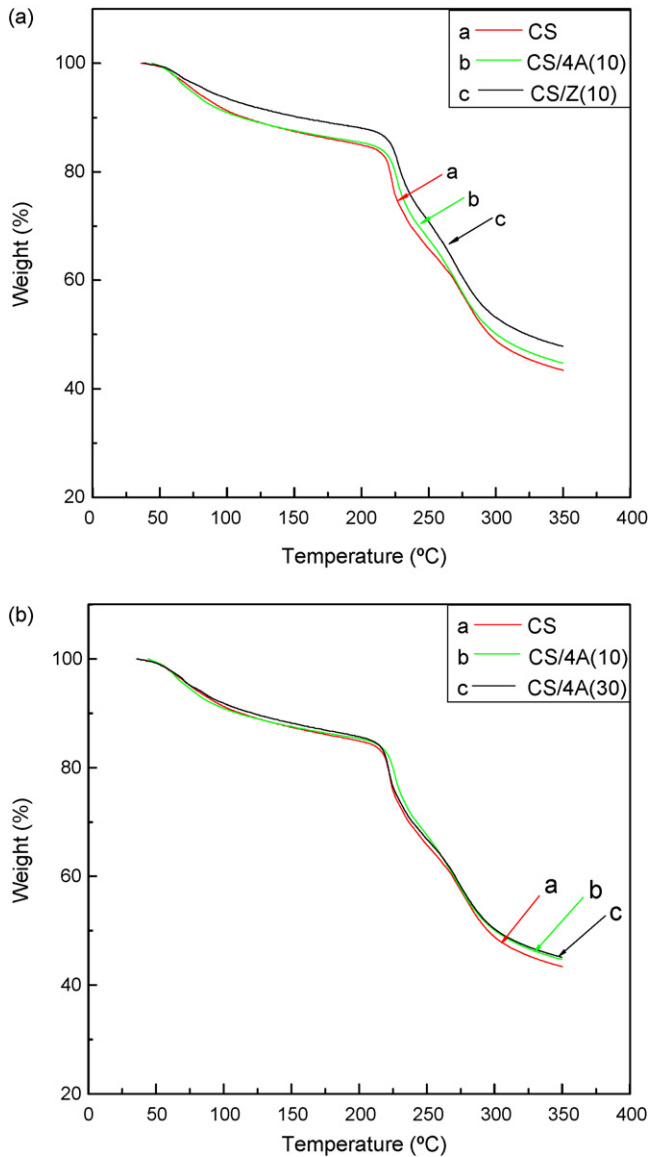 (a)
a CS
b CS/4A(10)
c CS/Z(10)
100
80
60
40
20
a
b
c
Weight (%)
0 50 100 150 200 250 300 350 400
Temperature (ºC)
(b)
a CS
b CS/4A(10)
c CS/4A(30)
100
80
60
40
20
a
b
c
Weight (%)
0 50 100 150 200 250 300 350 400
Temperature (ºC)